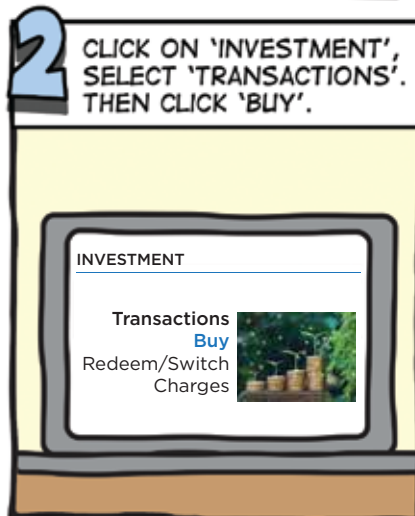 2
CLICK ON 'INVESTMENT',
SELECT 'TRANSACTIONS'.
THEN CLICK 'BUY'.
INVESTMENT
Transactions
Buy
Redeem/Switch
Charges